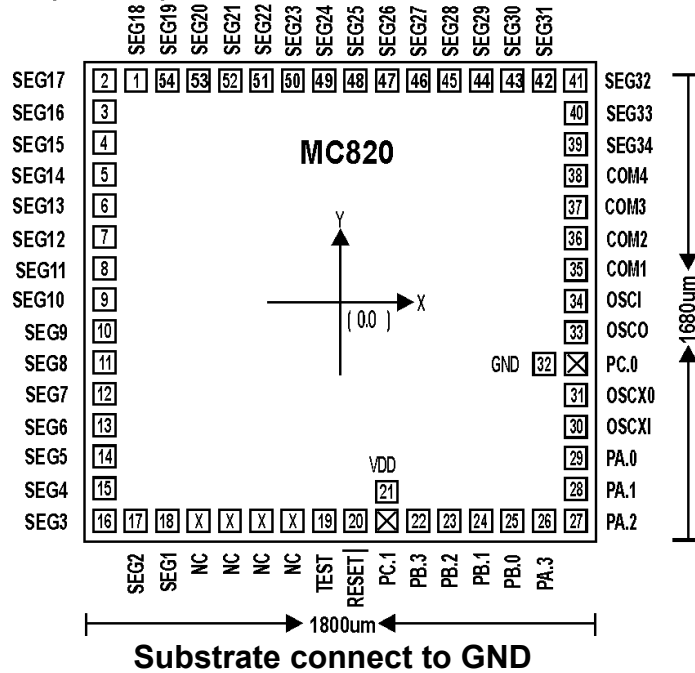 SEG18 SEG19 SEG20 SEG21 SEG22 SEG23 SEG24 SEG25 SEG26 SEG27 SEG28 SEG29 SEG30 SEG31
SEG17 2 1 54 53 52 51 50 49 48 47 46 45 44 43 42 41 SEG32
SEG16 3 40 SEG33
SEG15 4 39 SEG34
MC820
SEG14 5 38 COM4
SEG13 6 37 COM3
Y
SEG12 7 36 COM2
SEG11 8 35 COM1
SEG10 9 X 34 OSCI
( 0.0 )
1680um
SEG9 10 33 OSCO
SEG8 11 GND 32 PC.0
SEG7 12 31 OSCX0
SEG6 13 30 OSCXI
SEG5 14 29 PA.0
VDD
SEG4 15 21 28 PA.1
SEG3 16 17 18 X X X X 19 20 22 23 24 25 26 27 PA.2
SEG2 SEG1 NC NC NC NC TEST RESET PC.1 PB.3 PB.2 PB.1 PB.0 PA.3
1800um
Substrate connect to GND